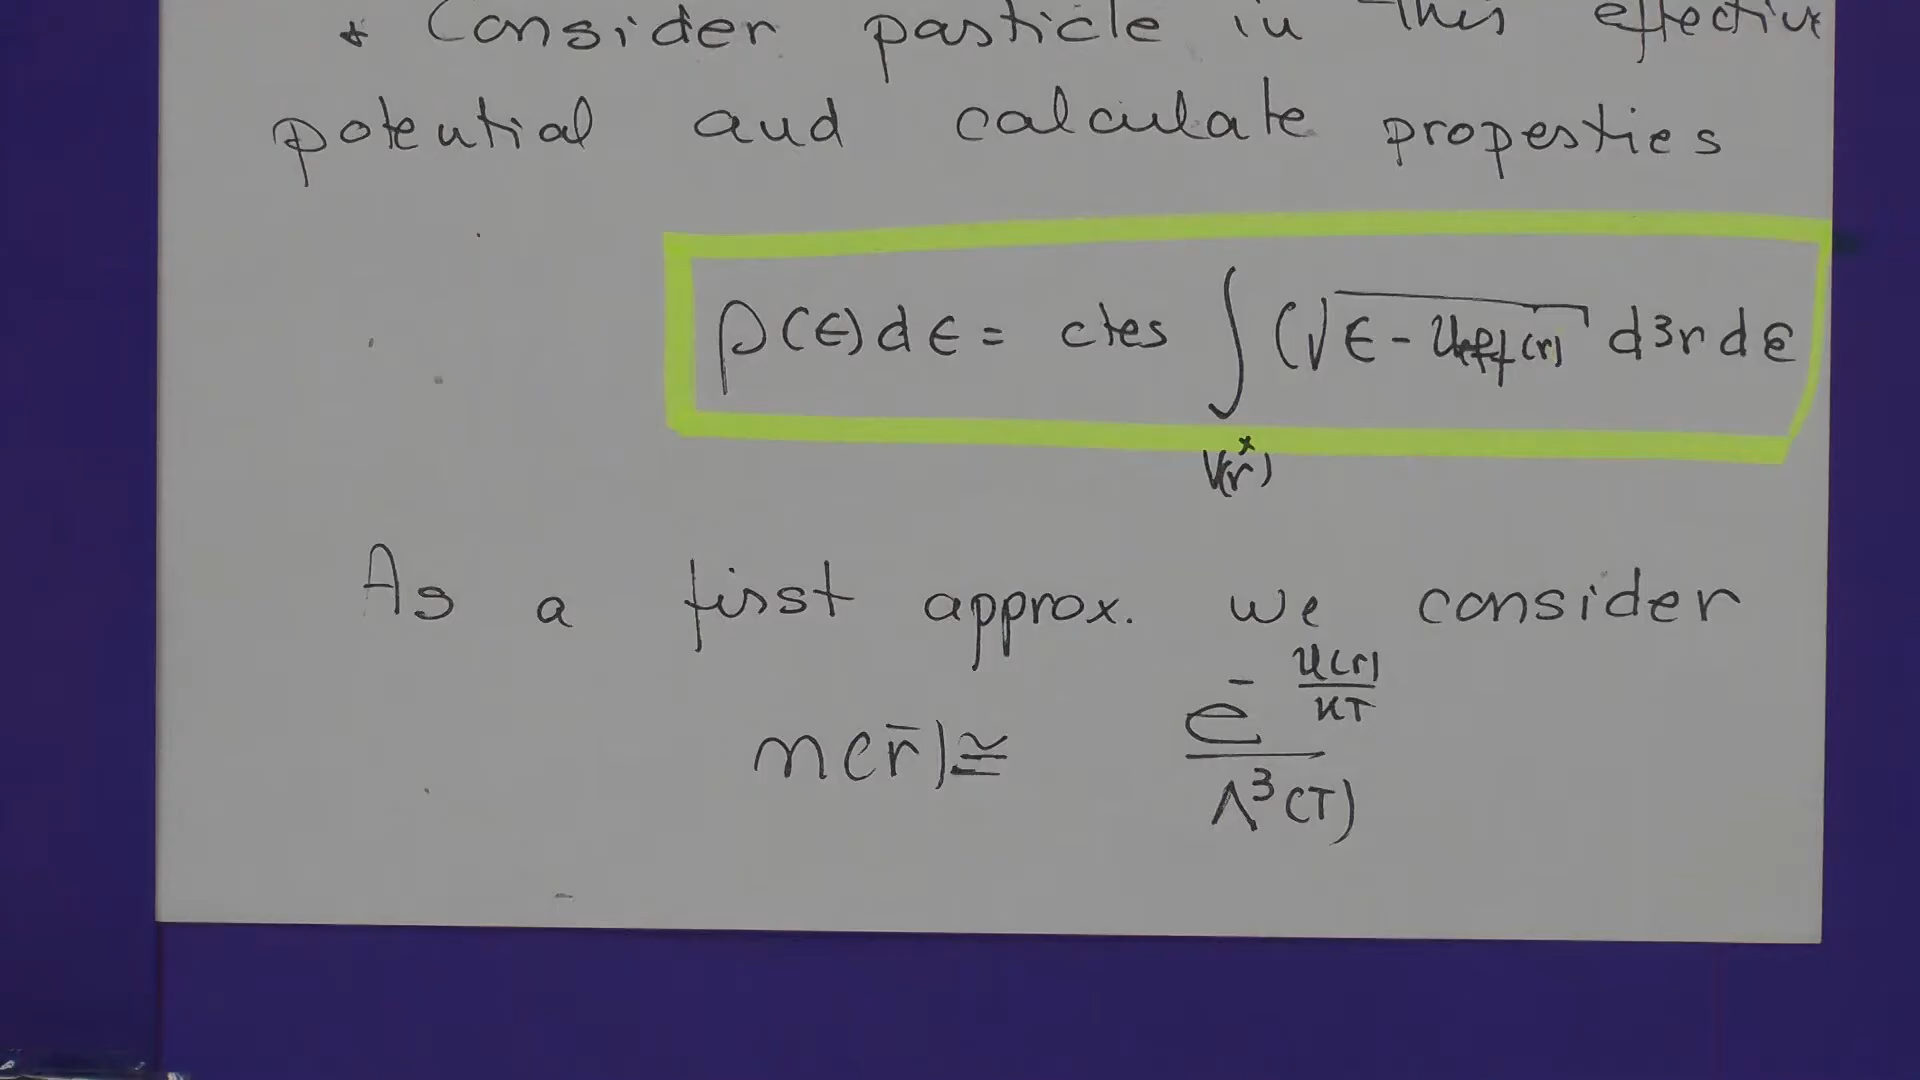 * Consider particle in this effective
potential and calculate properties
ρ(ϵ)dϵ = ctes ∫ (√ϵ - Ueff(r) d3r dϵ
V(r*)
As a first approx. we consider
n(r̄) ≅ e^(- U(r)/KT) / Λ³(T)